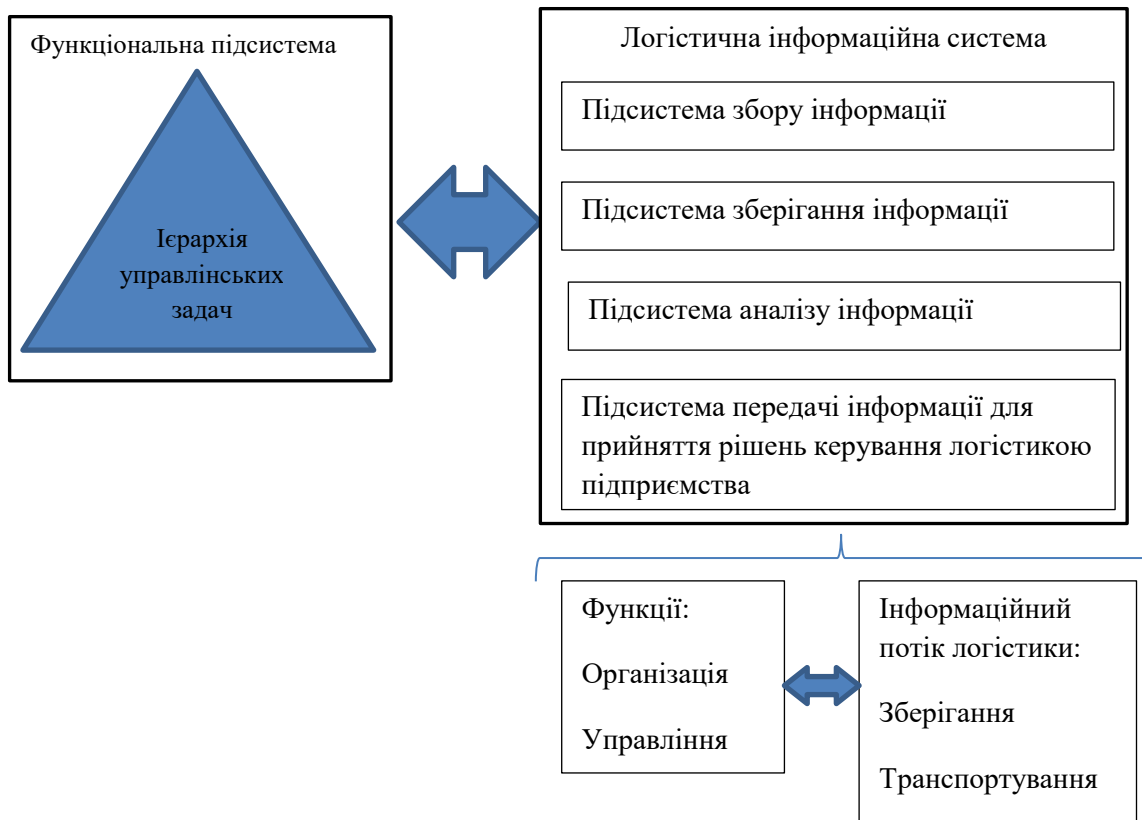 Функціональна підсистема
Ієрархія
управлінських
задач
Логістична інформаційна система
Підсистема збору інформації
Підсистема зберігання інформації
Підсистема аналізу інформації
Підсистема передачі інформації для
прийняття рішень керування логістикою
підприємства
Функції:
Організація
Управління
Інформаційний
потік логістики:
Зберігання
Транспортування